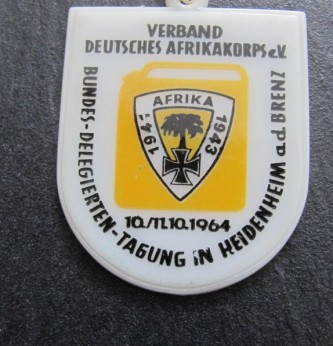 VERBAND
DEUTSCHES AFRIKAKORPS e.V.
AFRIKA
1941
1943
10./11.10.1964
BUNDES-DELEGIERTEN-TAGUNG IN HEIDENHEIM a.d. BRENZ